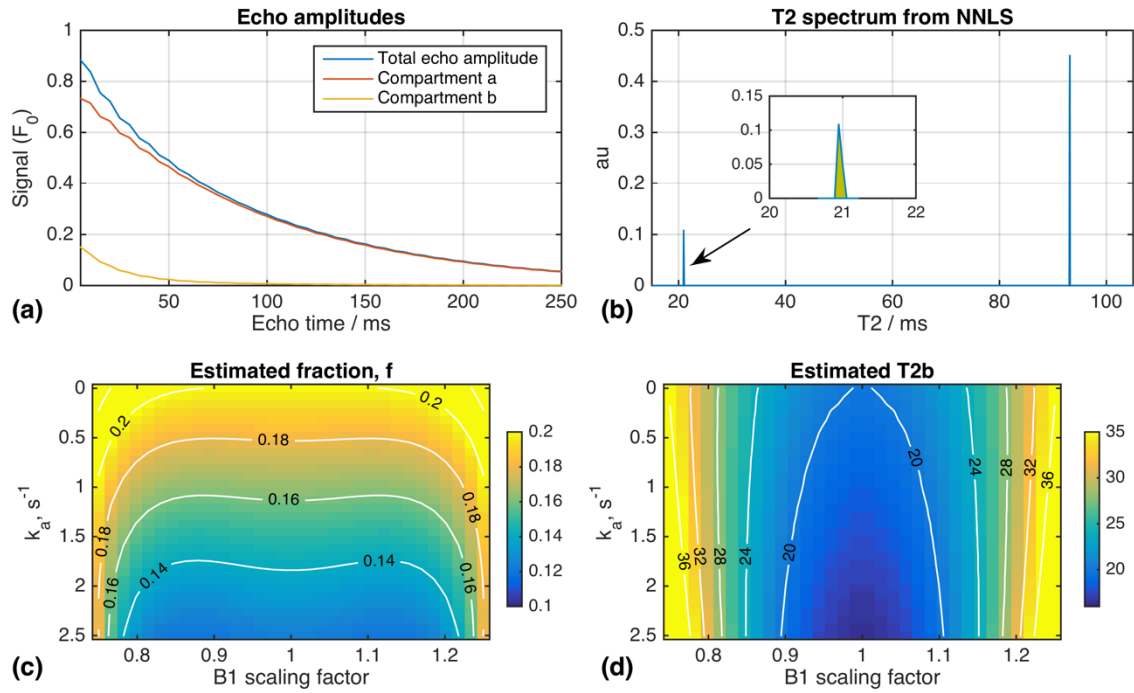 Echo amplitudes
1
0.8
0.6
0.4
0.2
0
Signal (F0)
Total echo amplitude
Compartment a
Compartment b
50 100 150 200 250
Echo time / ms
(a)
T2 spectrum from NNLS
0.5
0.4
0.3
0.2
0.1
0
au
0.15
0.1
0.05
0
20 21 22
20 40 60 80 100
T2 / ms
(b)
Estimated fraction, f
0
0.5
1.0
1.5
2
2.5
ka, s-1
0.2
0.2
0.18
0.16
0.14
0.14
0.18
0.16
0.18
0.16
0.8 0.9 1 1.1 1.2
B1 scaling factor
0.2
0.18
0.16
0.14
0.12
0.1
(c)
Estimated T2b
0
0.5
1.0
1.5
2
2.5
ka, s-1
36
32
28
24
20
20
24
28
32
36
0.8 0.9 1 1.1 1.2
B1 scaling factor
35
30
25
20
(d)